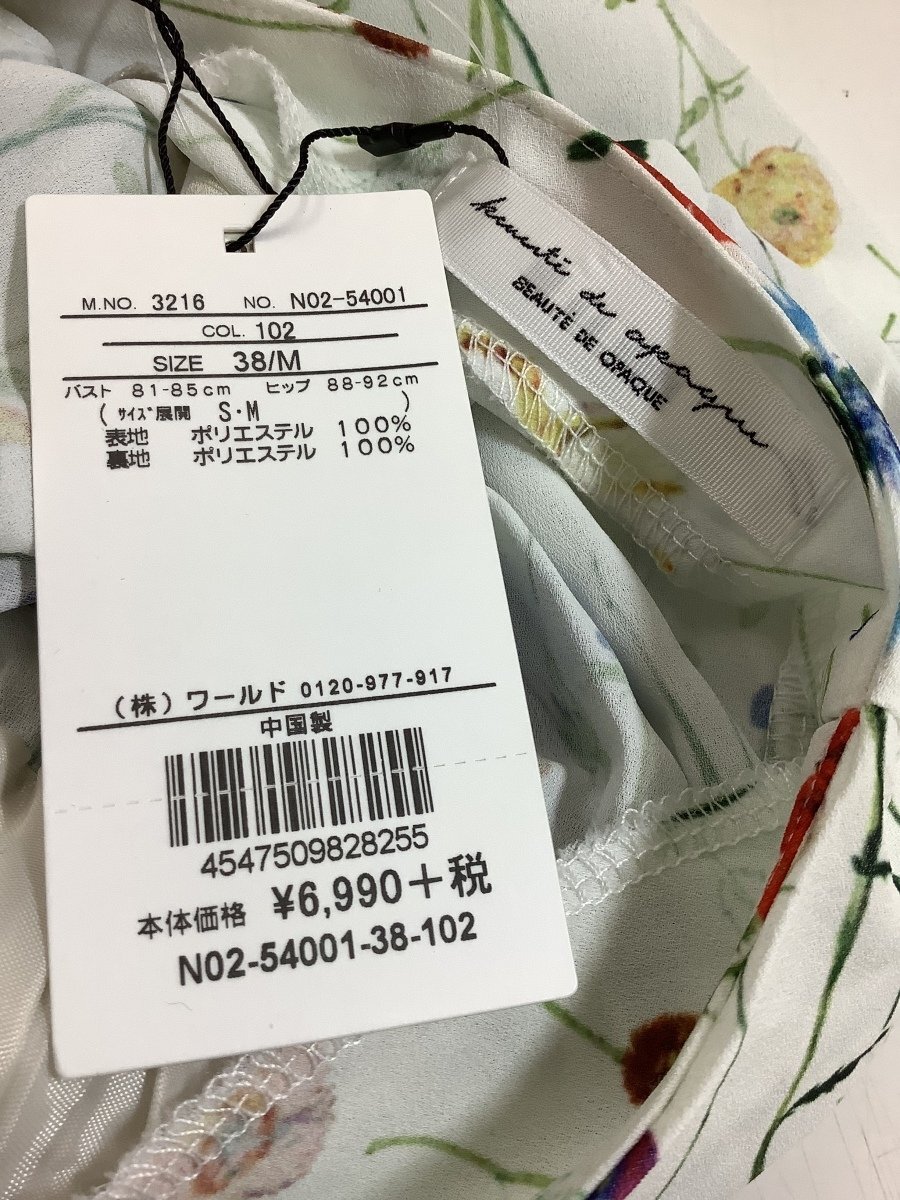 M.NO. 3216 NO. N02-54001
COL. 102
SIZE 38/M
バスト 81-85cm ヒップ 88-92cm
( ｻｲｽﾞ展開 S・M )
表地 ポリエステル 100%
裏地 ポリエステル 100%
(株)ワールド 0120-977-917
中国製
4547509828255
本体価格 ¥6,990+税
N02-54001-38-102
de
BEAUTÉ DE OPAQUE